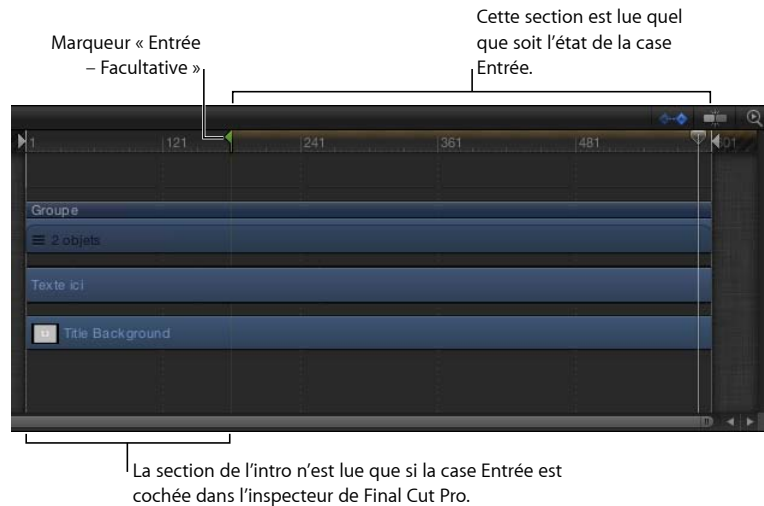 Cette section est lue quel
que soit l’état de la case
Entrée.
Marqueur « Entrée
– Facultative »
1 121 241 361 481 601
Groupe
2 objets
Texte ici
Title Background
La section de l’intro n’est lue que si la case Entrée est
cochée dans l’inspecteur de Final Cut Pro.